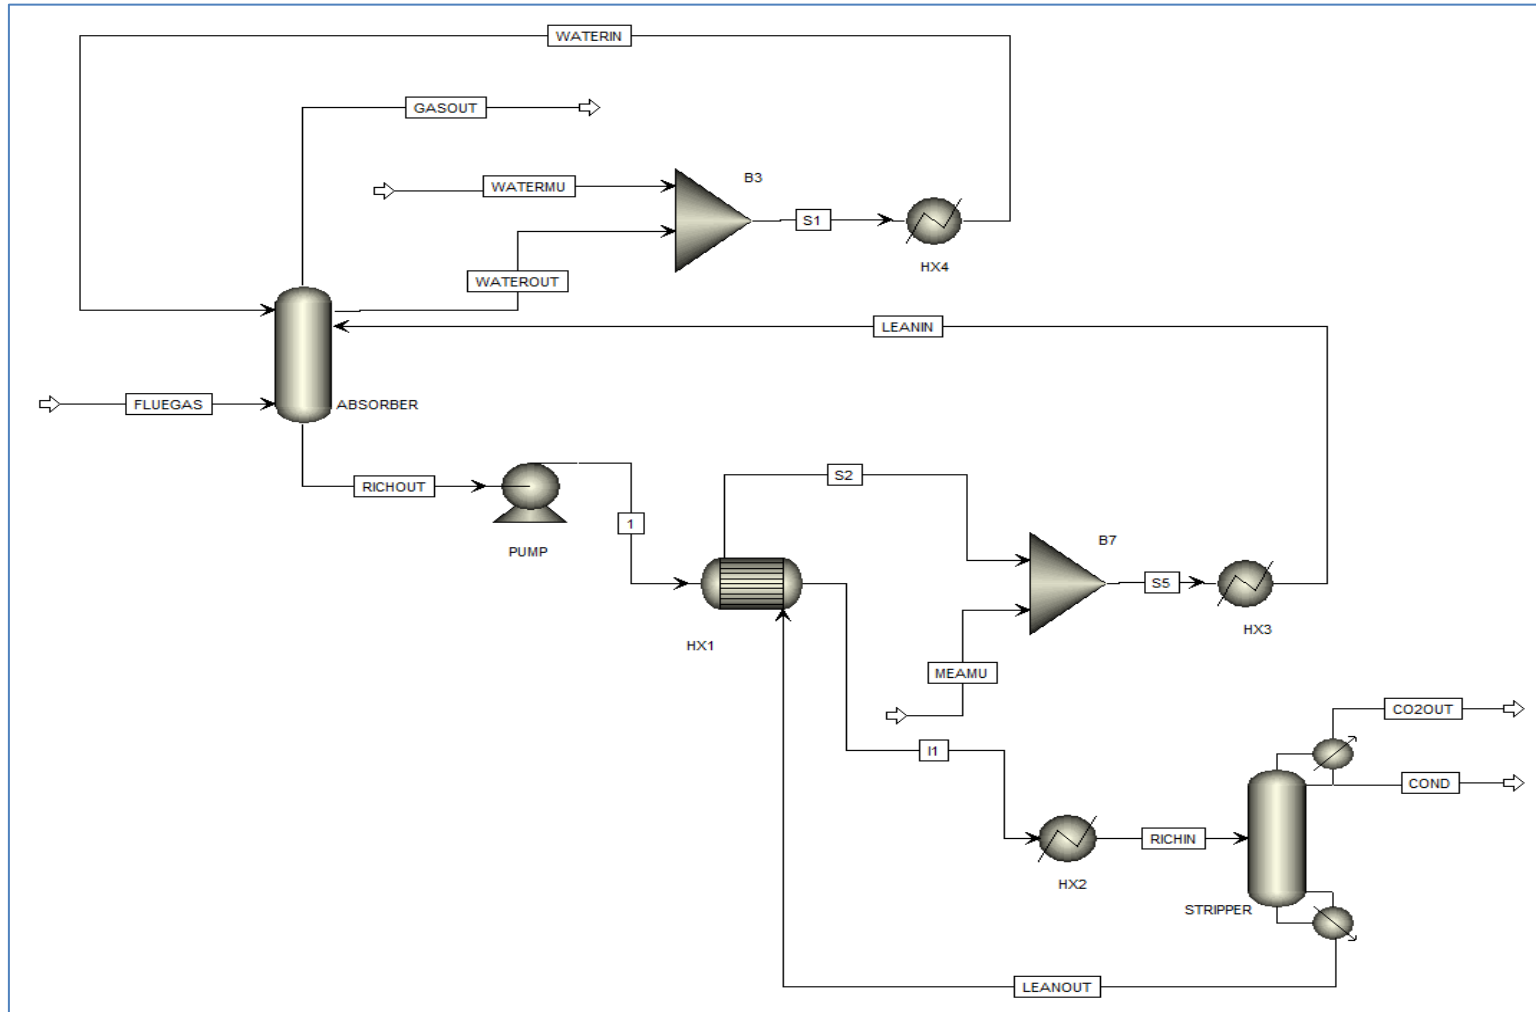 WATERIN
GASOUT
WATERMU
B3
S1
WATEROUT
HX4
LEANIN
FLUEGAS
ABSORBER
RICHOUT
S2
1
B7
PUMP
S5
HX1
HX3
MEAMU
CO2OUT
I1
COND
RICHIN
HX2
STRIPPER
LEANOUT